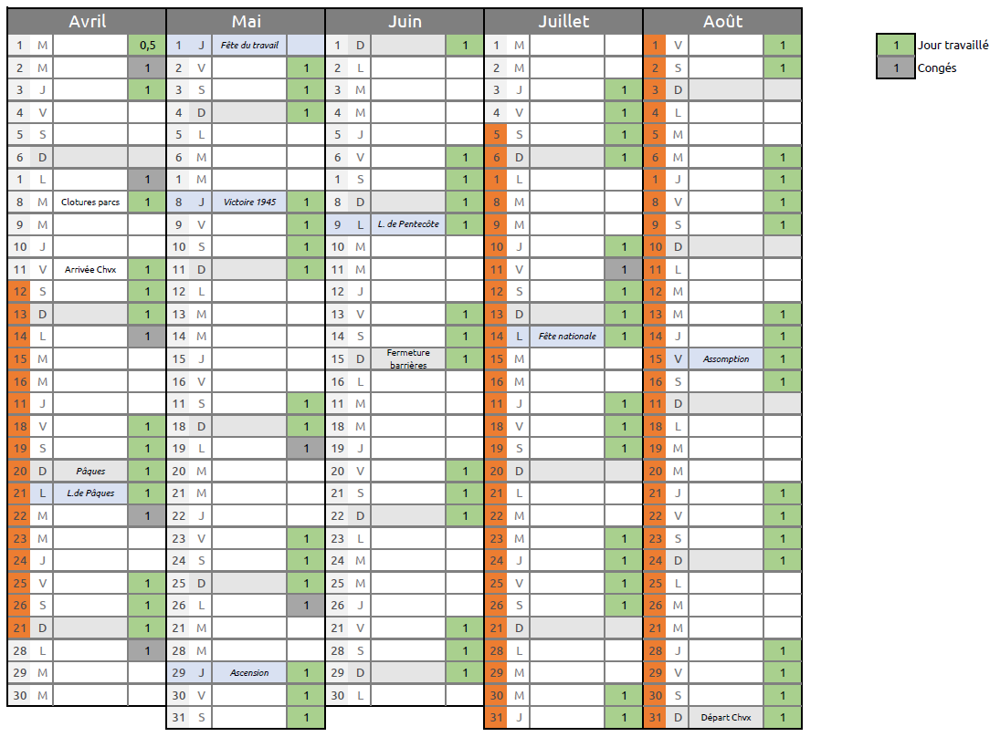 Avril Mai Juin Juillet Août
1 M 0,5 1 J Fête du travail 1 D 1 1 M 1 V 1 1 Jour travaillé
2 M 1 2 V 1 2 L 2 M 2 S 1 1 Congés
3 J 1 3 S 1 3 M 3 J 1 3 D
4 V 4 D 1 4 M 4 V 1 4 L
5 S 5 L 5 J 5 S 1 5 M
6 D 6 M 6 V 1 6 D 1 6 M 1
1 L 1 1 M 1 S 1 1 L 1 J 1
8 M Clotures parcs 1 8 J Victoire 1945 1 8 D 1 8 M 8 V 1
9 M 9 V 1 9 L L. de Pentecôte 1 9 M 9 S 1
10 J 10 S 1 10 M 10 J 1 10 D
11 V Arrivée Chvx 1 11 D 1 11 M 11 V 1 11 L
12 S 1 12 L 12 J 12 S 1 12 M
13 D 1 13 M 13 V 1 13 D 1 13 M 1
14 L 1 14 M 14 S 1 14 L Fête nationale 1 14 J 1
15 M 15 J 15 D Fermeture barrières 1 15 M 15 V Assomption 1
16 M 16 V 16 L 16 M 16 S 1
11 J 11 S 1 11 M 11 J 1 11 D
18 V 1 18 D 1 18 M 18 V 1 18 L
19 S 1 19 L 1 19 J 19 S 1 19 M
20 D Pâques 1 20 M 20 V 1 20 D 20 M
21 L L.de Pâques 1 21 M 21 S 1 21 L 21 J 1
22 M 1 22 J 22 D 1 22 M 22 V 1
23 M 23 V 1 23 L 23 M 1 23 S 1
24 J 24 S 1 24 M 24 J 1 24 D 1
25 V 1 25 D 1 25 M 25 V 1 25 L
26 S 1 26 L 1 26 J 26 S 1 26 M
21 D 1 21 M 21 V 1 21 D 21 M
28 L 1 28 M 28 S 1 28 L 28 J 1
29 M 29 J Ascension 1 29 D 1 29 M 29 V 1
30 M 30 V 1 30 L 30 M 1 30 S 1
31 S 1 31 J 1 31 D Départ Chvx 1